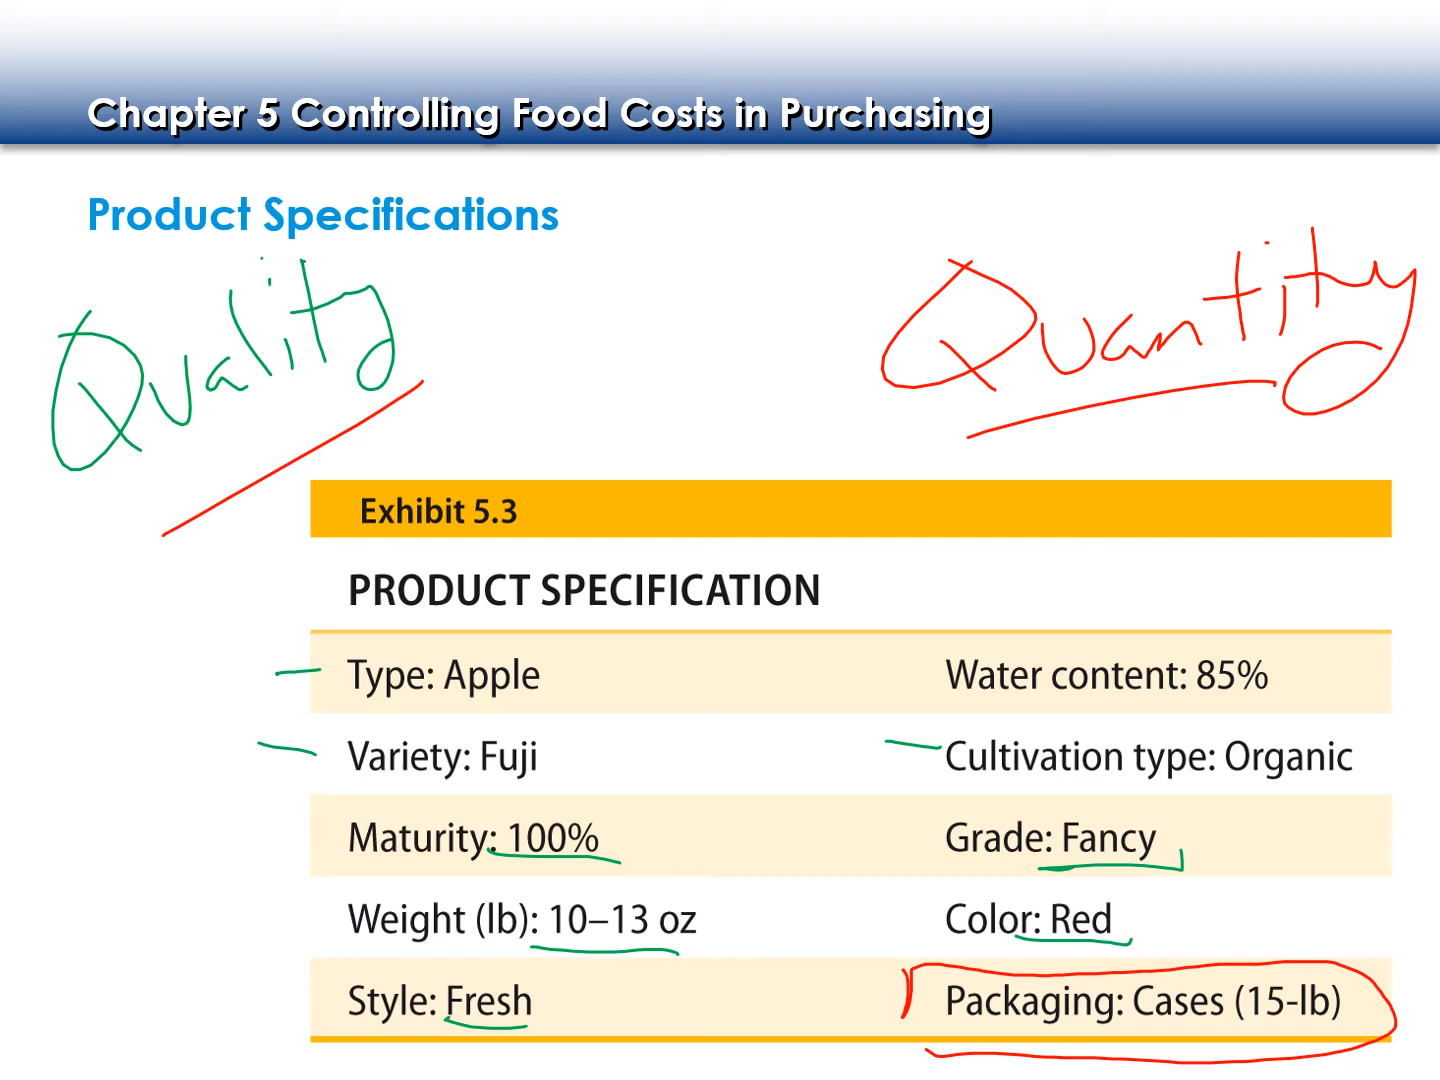 Chapter 5 Controlling Food Costs in Purchasing
Product Specifications
Quality
Quantity
Exhibit 5.3
PRODUCT SPECIFICATION
Type: Apple
Water content: 85%
Variety: Fuji
Cultivation type: Organic
Maturity: 100%
Grade: Fancy
Weight (lb): 10–13 oz
Color: Red
Style: Fresh
Packaging: Cases (15-lb)